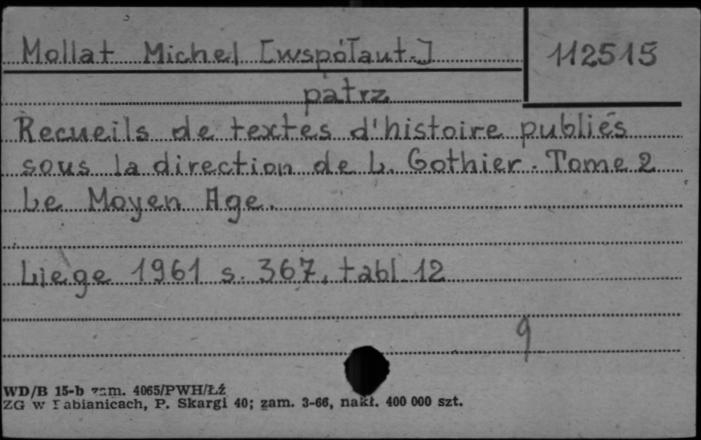 Mollat Michel [współaut.] 112515
patrz
Recueils de textes d'histoire publiés
sous la direction de L. Gothier. Tome 2
Le Moyen Age.
Liège 1961 s. 367, tabl. 12
9
WD/B 15-b zam. 4065/PWH/Łź
ZG w Pabianicach, P. Skargi 40; zam. 3-66, nakł. 400 000 szt.